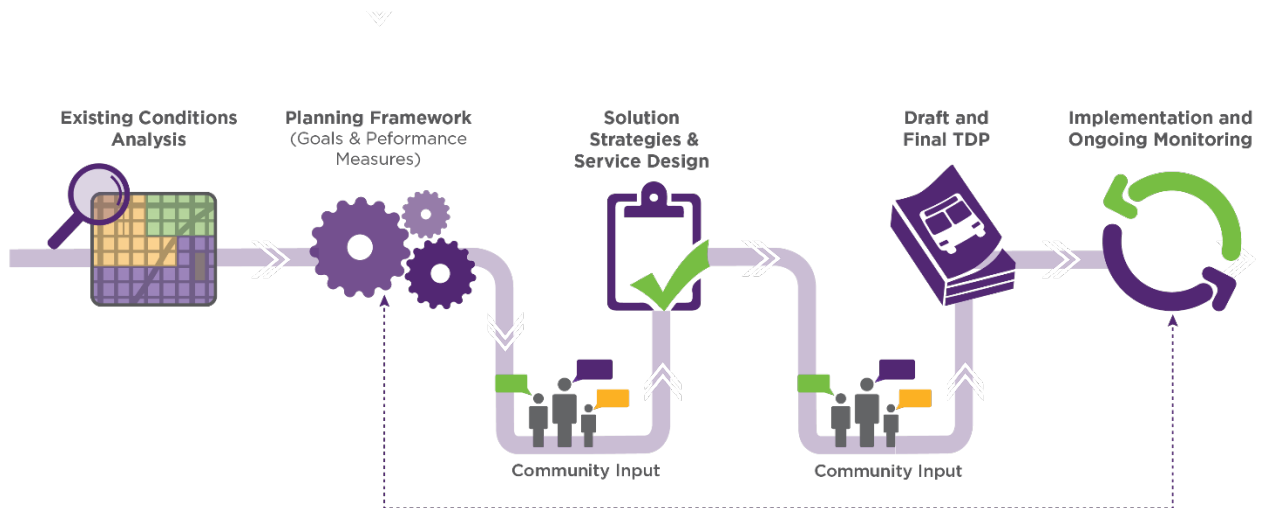 Existing Conditions
Analysis
Planning Framework
(Goals & Peformance
Measures)
Solution
Strategies &
Service Design
Draft and
Final TDP
Implementation and
Ongoing Monitoring
Community Input
Community Input